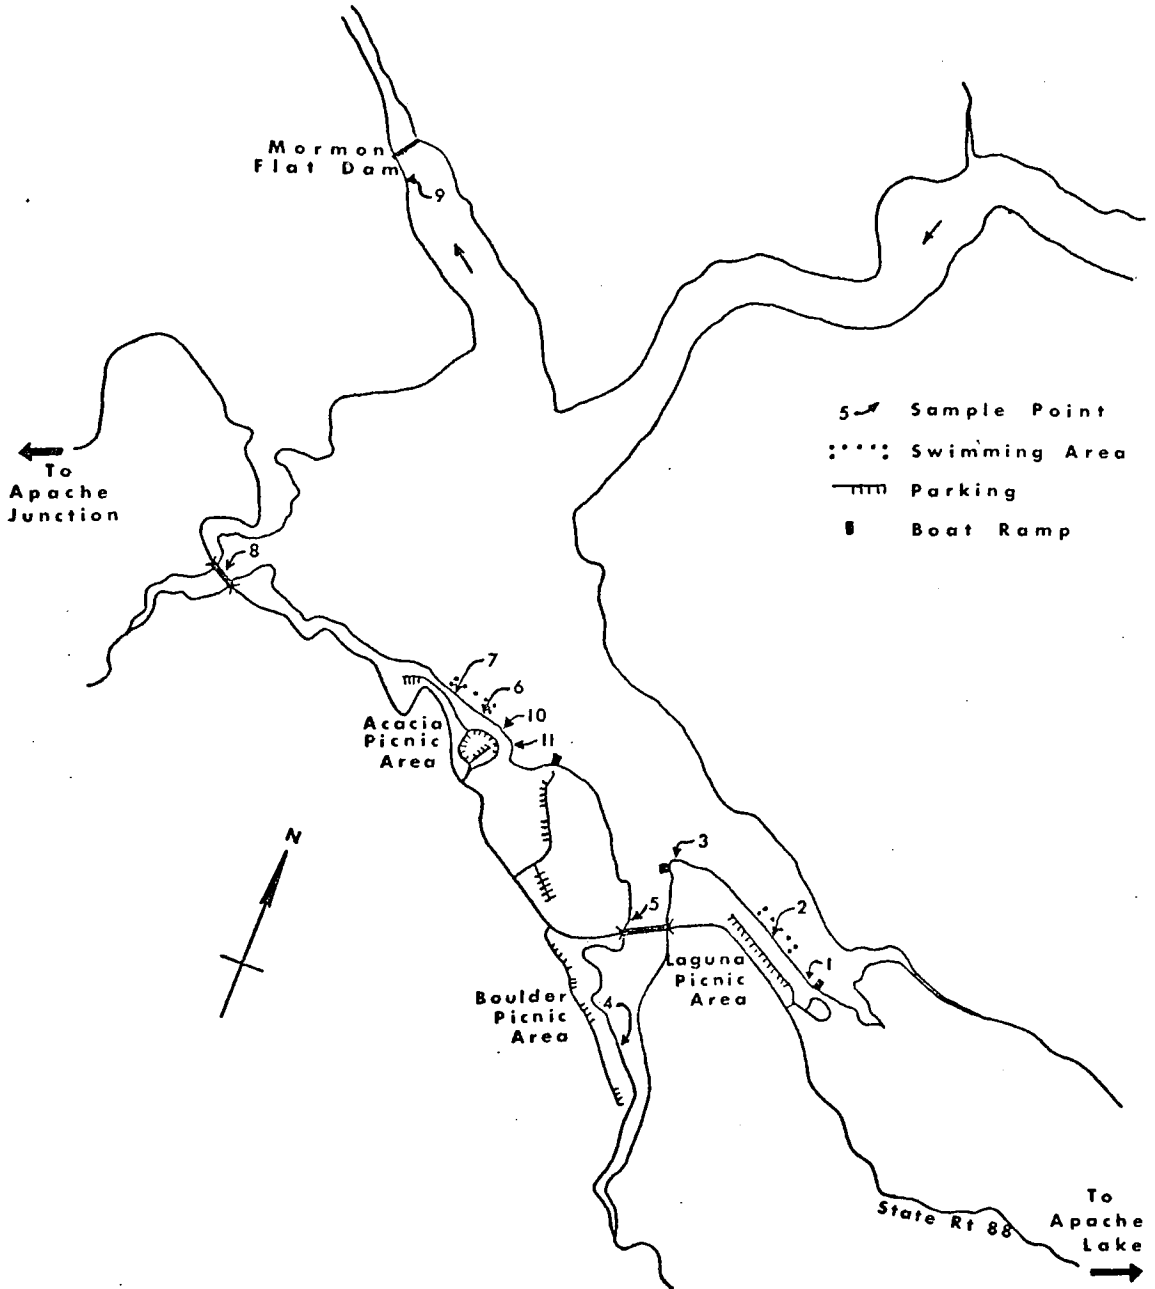 Mormon
Flat Dam
9
5 Sample Point
Swimming Area
Parking
Boat Ramp
To
Apache
Junction
8
7
6
10
11
Acacia
Picnic
Area
N
3
5
2
1
Laguna
Picnic
Area
Boulder
Picnic
Area
4
State Rt 88
To
Apache
Lake